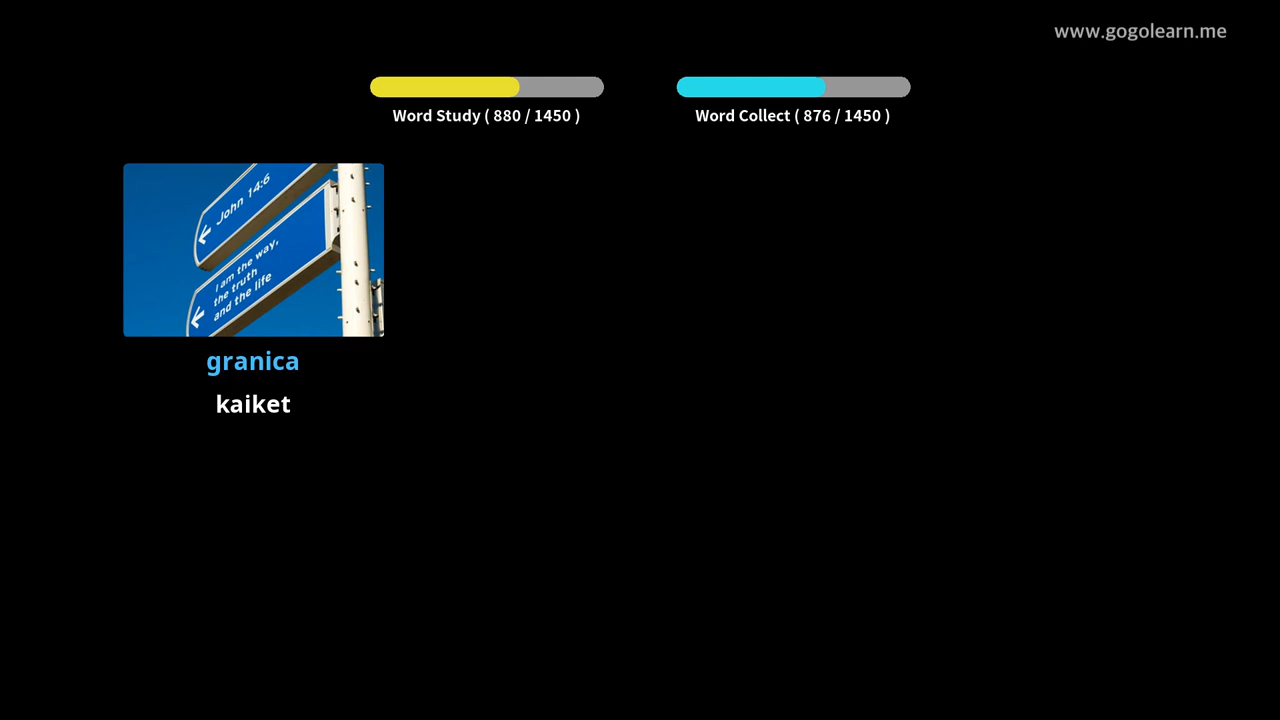 www.gogolearn.me
Word Study ( 880 / 1450 )
Word Collect ( 876 / 1450 )
John 14:6
I am the way,
the truth
and the life
granica
kaiket